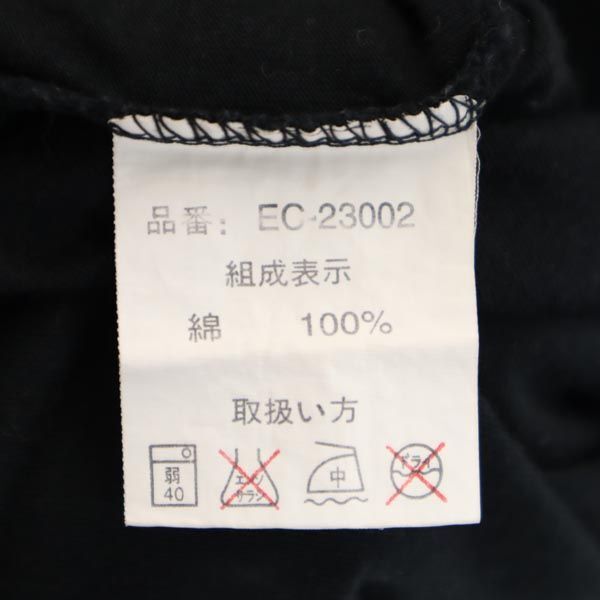 品番: EC-23002
組成表示
綿 100%
取扱い方
弱 エンソ 中 ドライ
40 サラシ